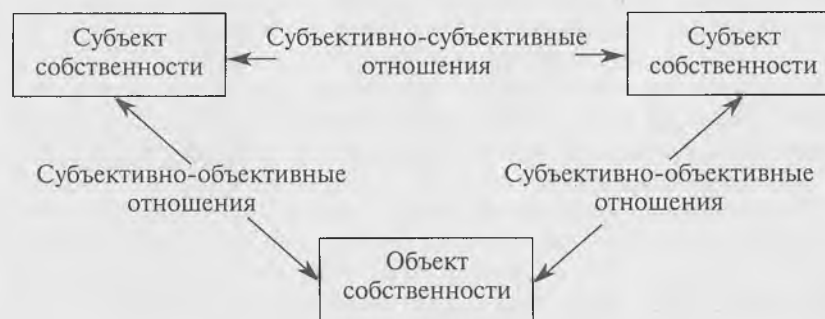 Субъект
собственности
Субъективно-субъективные
отношения
Субъект
собственности
Субъективно-объективные
отношения
Субъективно-объективные
отношения
Объект
собственности